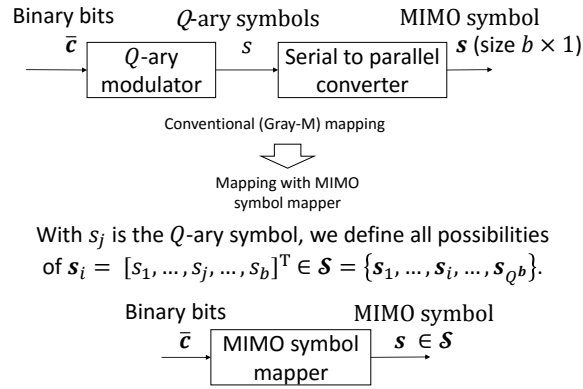 Binary bits Q-ary symbols MIMO symbol
c̄ s s (size b × 1)
Q-ary modulator Serial to parallel converter
Conventional (Gray-M) mapping
Mapping with MIMO
symbol mapper
With s_j is the Q-ary symbol, we define all possibilities
of s_i = [s_1, … , s_j, … , s_b]^T ∈ S = {s_1, … , s_i, … , s_{Q^b}}.
Binary bits MIMO symbol
c̄ s ∈ S
MIMO symbol
mapper